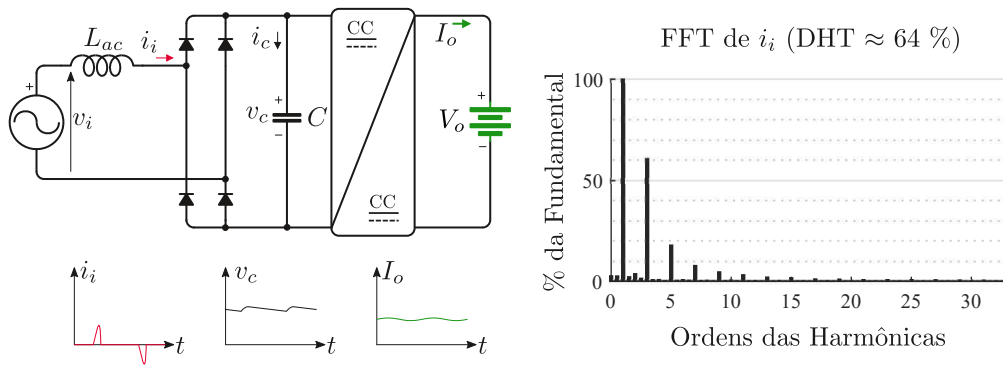 L_ac
i_i
i_c
v_i
v_c
C
CC
CC
I_o
V_o
+
+
−
+
−
i_i
t
v_c
t
I_o
t
FFT de i_i (DHT ≈ 64 %)
% da Fundamental
100
50
0
0 5 10 15 20 25 30
Ordens das Harmônicas